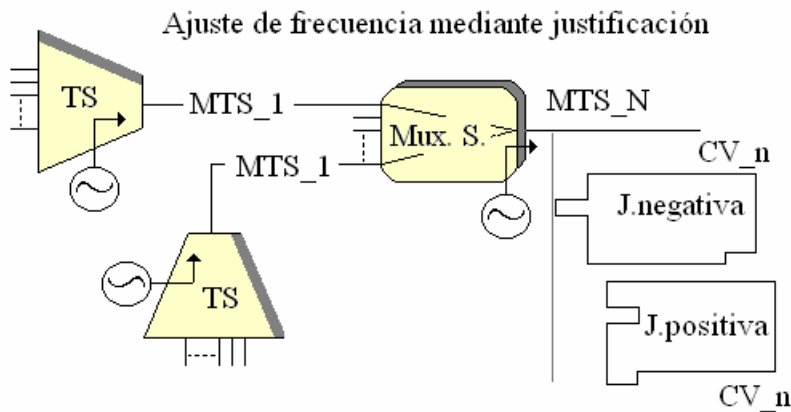 Ajuste de frecuencia mediante justificación
TS
MTS_1
Mux. S.
MTS_N
MTS_1
CV_n
J.negativa
TS
J.positiva
CV_n